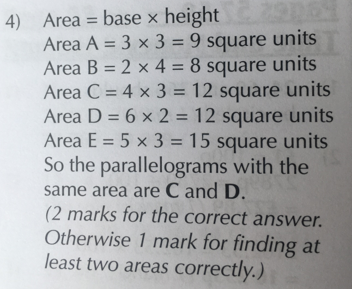 4) Area = base × height
Area A = 3 × 3 = 9 square units
Area B = 2 × 4 = 8 square units
Area C = 4 × 3 = 12 square units
Area D = 6 × 2 = 12 square units
Area E = 5 × 3 = 15 square units
So the parallelograms with the
same area are C and D.
(2 marks for the correct answer.
Otherwise 1 mark for finding at
least two areas correctly.)